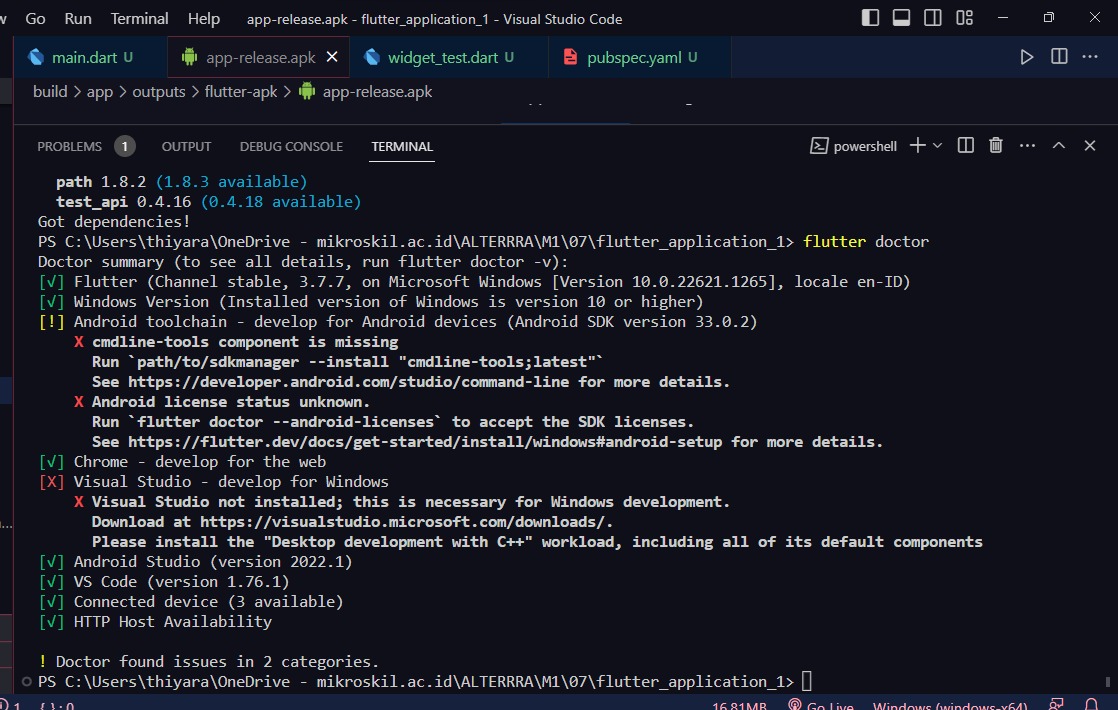 Go Run Terminal Help app-release.apk - flutter_application_1 - Visual Studio Code
main.dart U app-release.apk widget_test.dart U pubspec.yaml U
build > app > outputs > flutter-apk > app-release.apk
PROBLEMS 1 OUTPUT DEBUG CONSOLE TERMINAL powershell
path 1.8.2 (1.8.3 available)
test_api 0.4.16 (0.4.18 available)
Got dependencies!
PS C:\Users\thiyara\OneDrive - mikroskil.ac.id\ALTERRRA\M1\07\flutter_application_1> flutter doctor
Doctor summary (to see all details, run flutter doctor -v):
[√] Flutter (Channel stable, 3.7.7, on Microsoft Windows [Version 10.0.22621.1265], locale en-ID)
[√] Windows Version (Installed version of Windows is version 10 or higher)
[!] Android toolchain - develop for Android devices (Android SDK version 33.0.2)
X cmdline-tools component is missing
Run `path/to/sdkmanager --install "cmdline-tools;latest"`
See https://developer.android.com/studio/command-line for more details.
X Android license status unknown.
Run `flutter doctor --android-licenses` to accept the SDK licenses.
See https://flutter.dev/docs/get-started/install/windows#android-setup for more details.
[√] Chrome - develop for the web
[X] Visual Studio - develop for Windows
X Visual Studio not installed; this is necessary for Windows development.
Download at https://visualstudio.microsoft.com/downloads/.
Please install the "Desktop development with C++" workload, including all of its default components
[√] Android Studio (version 2022.1)
[√] VS Code (version 1.76.1)
[√] Connected device (3 available)
[√] HTTP Host Availability
! Doctor found issues in 2 categories.
PS C:\Users\thiyara\OneDrive - mikroskil.ac.id\ALTERRRA\M1\07\flutter_application_1>
1 { } : 0 16.81MB Go Live Windows (windows-x64)